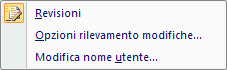 Revisioni
Opzioni rilevamento modifiche...
Modifica nome utente...